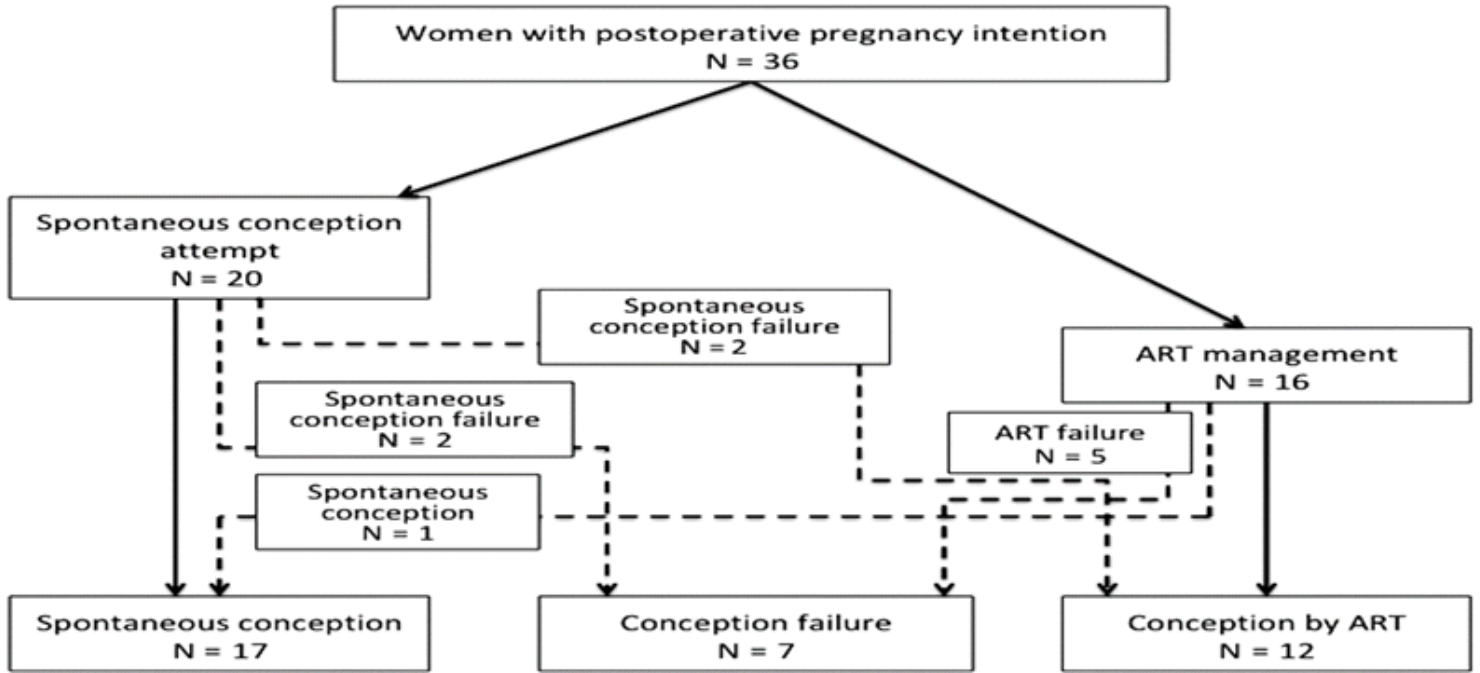 Women with postoperative pregnancy intention
N = 36
Spontaneous conception
attempt
N = 20
Spontaneous
conception failure
N = 2
ART management
N = 16
Spontaneous
conception failure
N = 2
ART failure
N = 5
Spontaneous
conception
N = 1
Spontaneous conception
N = 17
Conception failure
N = 7
Conception by ART
N = 12